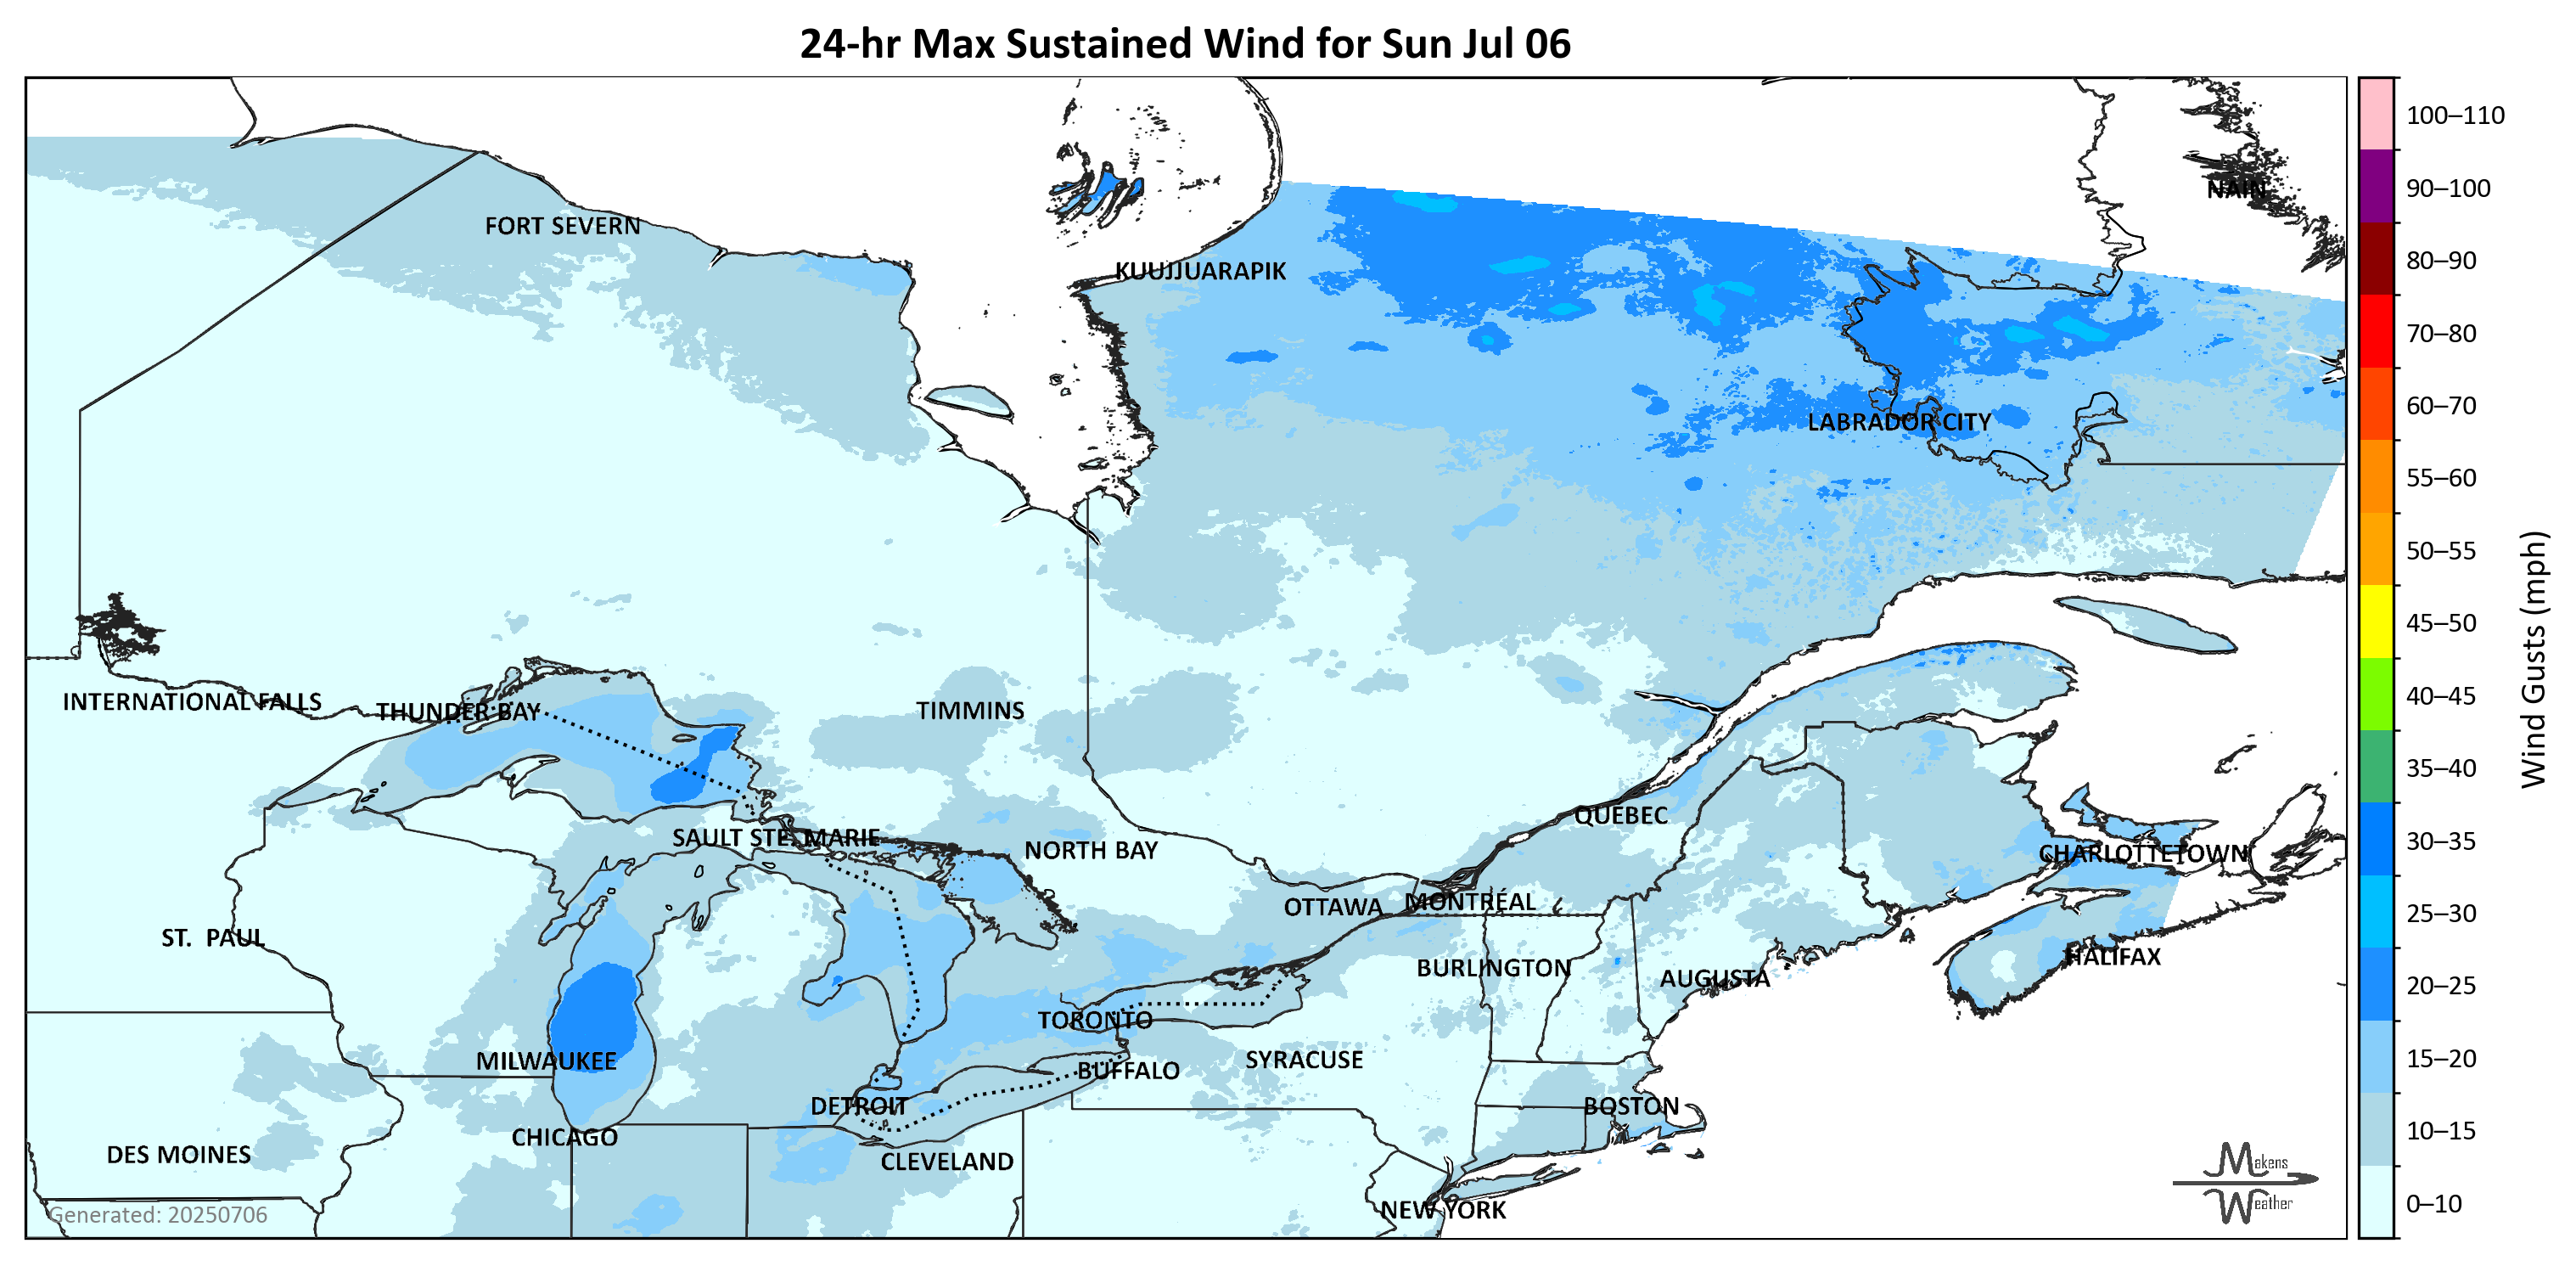 24-hr Max Sustained Wind for Sun Jul 06
NAIN
FORT SEVERN
KUUJJUARAPIK
LABRADOR CITY
INTERNATIONAL FALLS
THUNDER BAY
TIMMINS
SAULT STE. MARIE
NORTH BAY
QUEBEC
CHARLOTTETOWN
OTTAWA
MONTRÉAL
ST.  PAUL
HALIFAX
BURLINGTON
AUGUSTA
TORONTO
MILWAUKEE
BUFFALO
SYRACUSE
DETROIT
BOSTON
CHICAGO
DES MOINES
CLEVELAND
NEW YORK
Generated: 20250706
Makens
Weather
100–110
90–100
80–90
70–80
60–70
55–60
50–55
45–50
40–45
35–40
30–35
25–30
20–25
15–20
10–15
0–10
Wind Gusts (mph)